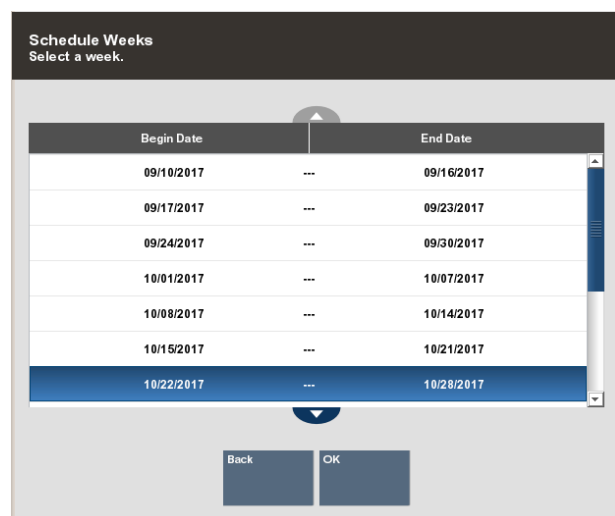 Schedule Weeks
Select a week.
Begin Date End Date
09/10/2017 --- 09/16/2017
09/17/2017 --- 09/23/2017
09/24/2017 --- 09/30/2017
10/01/2017 --- 10/07/2017
10/08/2017 --- 10/14/2017
10/15/2017 --- 10/21/2017
10/22/2017 --- 10/28/2017
Back OK